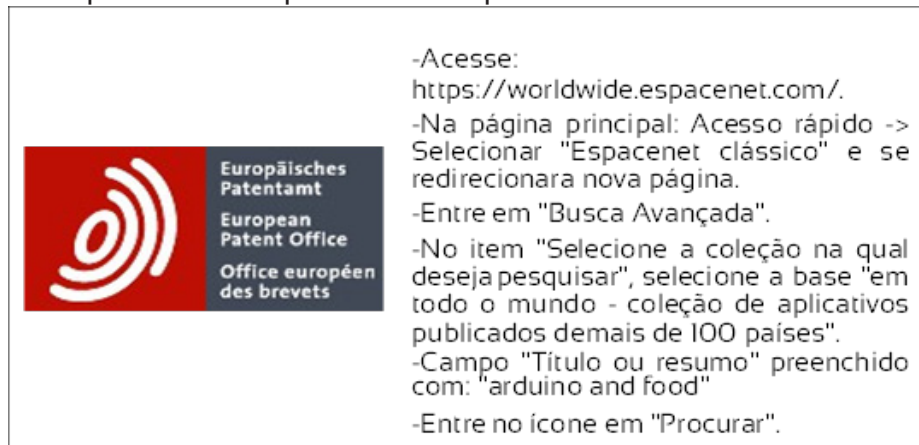 Europäisches
Patentamt
European
Patent Office
Office européen
des brevets
-Acesse:
https://worldwide.espacenet.com/.
-Na página principal: Acesso rápido ->
Selecionar "Espacenet clássico" e se
redirecionara nova página.
-Entre em "Busca Avançada".
-No item "Selecione a coleção na qual
deseja pesquisar", selecione a base "em
todo o mundo - coleção de aplicativos
publicados demais de 100 países".
-Campo "Título ou resumo" preenchido
com: "arduino and food"
-Entre no ícone em "Procurar".